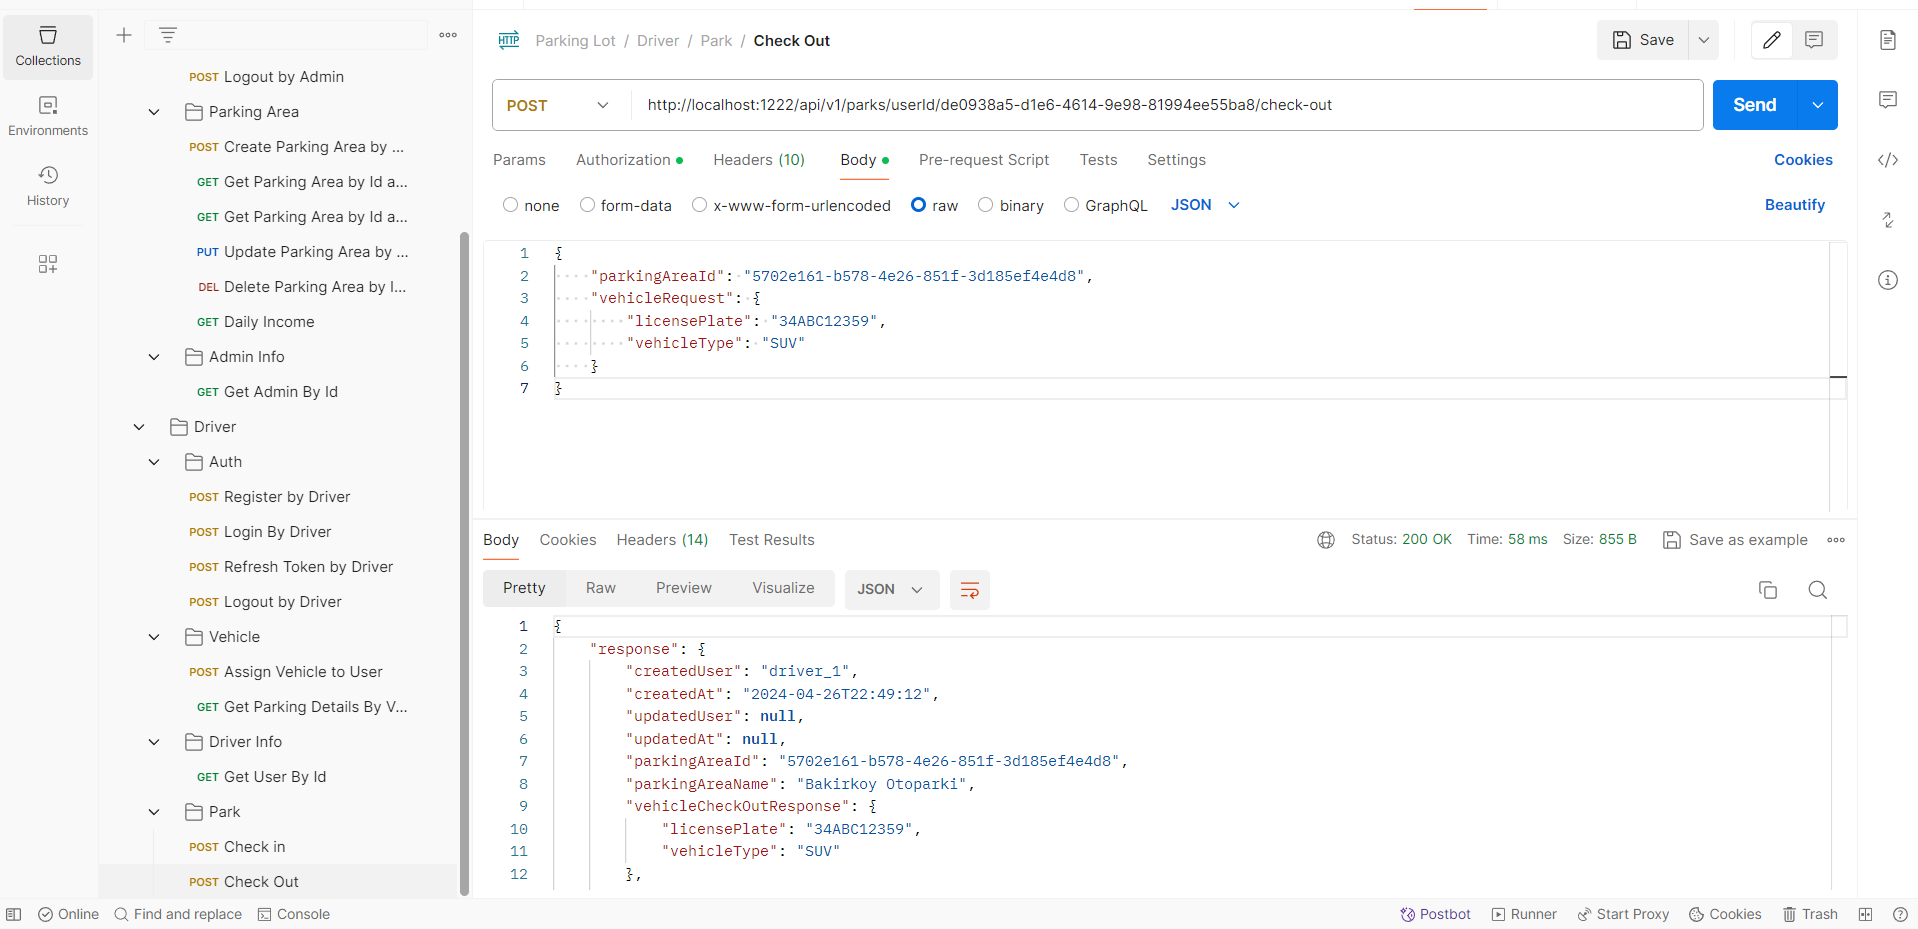 Collections
Environments
History
POST Logout by Admin
Parking Area
POST Create Parking Area by ...
GET Get Parking Area by Id a...
GET Get Parking Area by Id a...
PUT Update Parking Area by ...
DEL Delete Parking Area by I...
GET Daily Income
Admin Info
GET Get Admin By Id
Driver
Auth
POST Register by Driver
POST Login By Driver
POST Refresh Token by Driver
POST Logout by Driver
Vehicle
POST Assign Vehicle to User
GET Get Parking Details By V...
Driver Info
GET Get User By Id
Park
POST Check in
POST Check Out
HTTP Parking Lot / Driver / Park / Check Out
Save
POST http://localhost:1222/api/v1/parks/userId/de0938a5-d1e6-4614-9e98-81994ee55ba8/check-out
Send
Params Authorization Headers (10) Body Pre-request Script Tests Settings Cookies
none form-data x-www-form-urlencoded raw binary GraphQL JSON Beautify
1 {
2 "parkingAreaId": "5702e161-b578-4e26-851f-3d185ef4e4d8",
3 "vehicleRequest": {
4 "licensePlate": "34ABC12359",
5 "vehicleType": "SUV"
6 }
7 }
Body Cookies Headers (14) Test Results Status: 200 OK Time: 58 ms Size: 855 B Save as example
Pretty Raw Preview Visualize JSON
1 {
2 "response": {
3 "createdUser": "driver_1",
4 "createdAt": "2024-04-26T22:49:12",
5 "updatedUser": null,
6 "updatedAt": null,
7 "parkingAreaId": "5702e161-b578-4e26-851f-3d185ef4e4d8",
8 "parkingAreaName": "Bakirkoy Otoparki",
9 "vehicleCheckOutResponse": {
10 "licensePlate": "34ABC12359",
11 "vehicleType": "SUV"
12 },
Online Find and replace Console Postbot Runner Start Proxy Cookies Trash